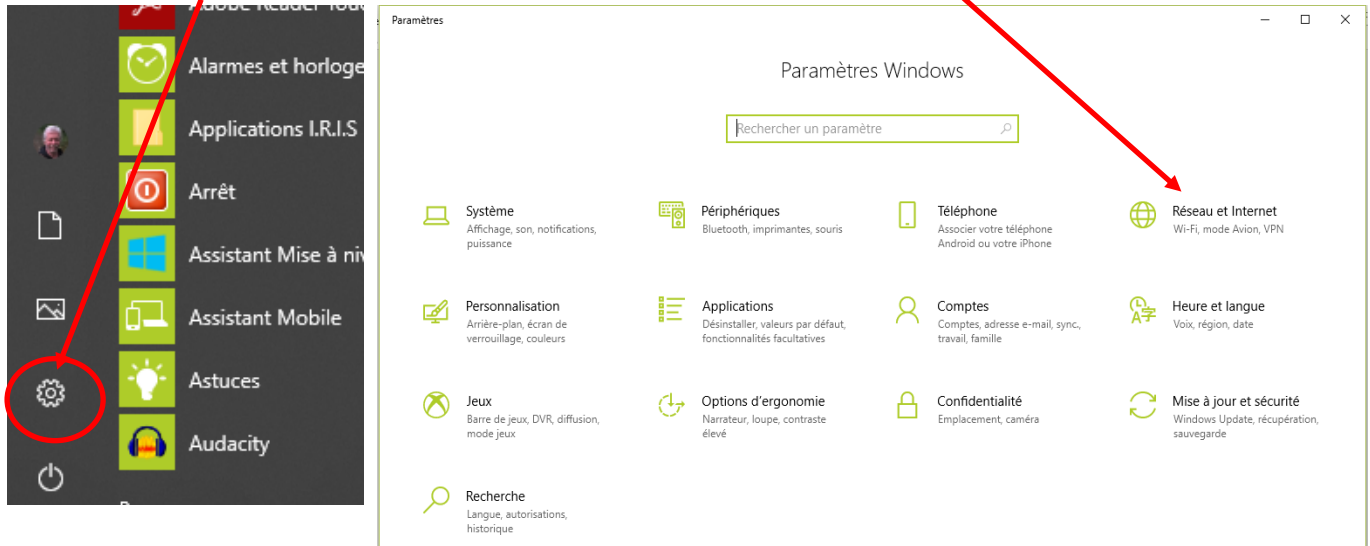 Adobe Reader Touc
Alarmes et horloge
Applications I.R.I.S
Arrêt
Assistant Mise à niv
Assistant Mobile
Astuces
Audacity
Paramètres
Paramètres Windows
Rechercher un paramètre
Système
Affichage, son, notifications,
puissance
Périphériques
Bluetooth, imprimantes, souris
Téléphone
Associer votre téléphone
Android ou votre iPhone
Réseau et Internet
Wi-Fi, mode Avion, VPN
Personnalisation
Arrière-plan, écran de
verrouillage, couleurs
Applications
Désinstaller, valeurs par défaut,
fonctionnalités facultatives
Comptes
Comptes, adresse e-mail, sync.,
travail, famille
Heure et langue
Voix, région, date
Jeux
Barre de jeux, DVR, diffusion,
mode jeux
Options d’ergonomie
Narrateur, loupe, contraste
élevé
Confidentialité
Emplacement, caméra
Mise à jour et sécurité
Windows Update, récupération,
sauvegarde
Recherche
Langue, autorisations,
historique